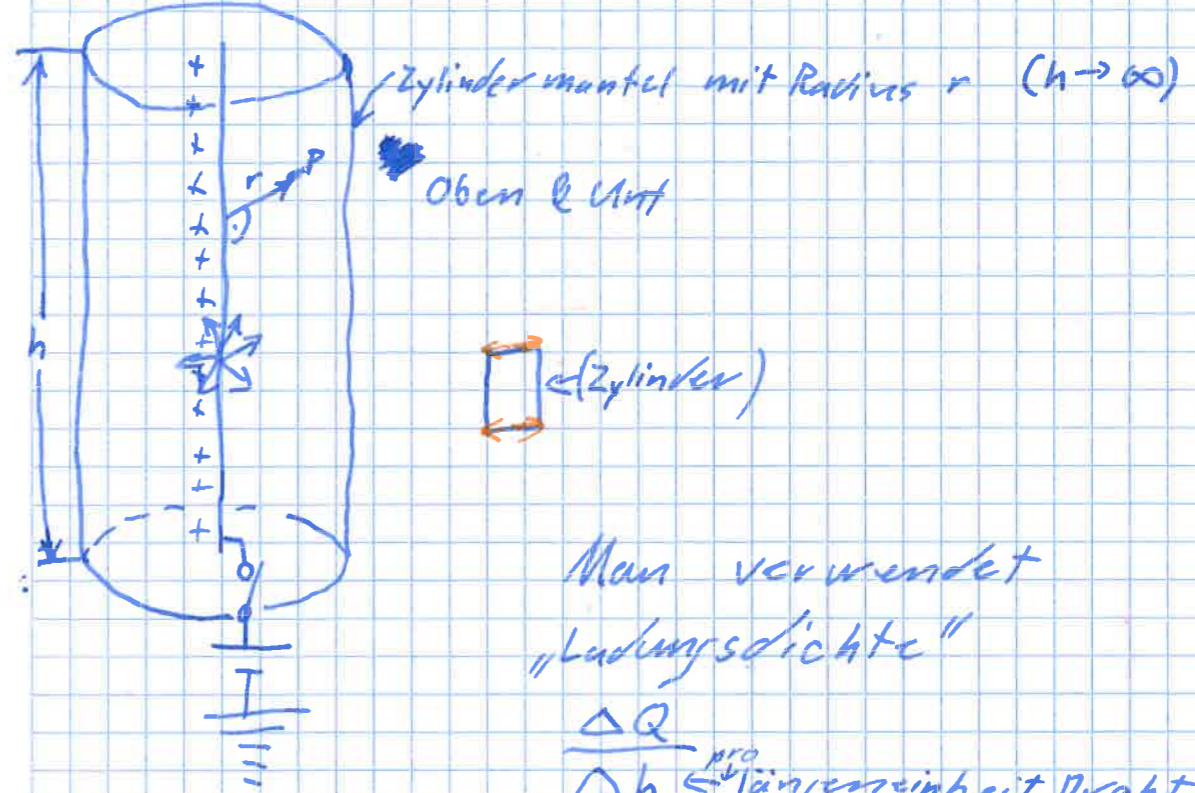 Zylindermantel mit Radius r (h→∞)
Oben & Unt
r P
h
(Zylinder)
Man verwendet
„Ladungsdichte"
ΔQ
pro
Δh ← Längeneinheit Draht